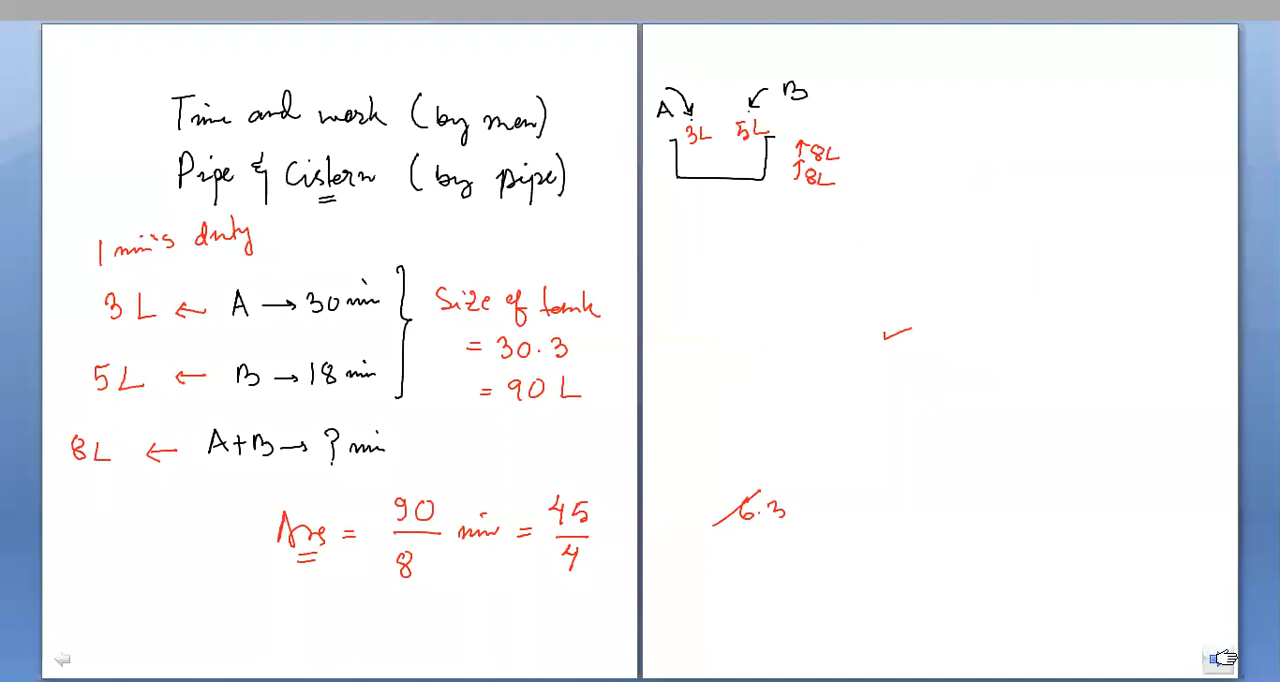 Time and work (by men)
Pipe & Cistern (by pipe)
1 min's duty
3 L ← A → 30 min
5 L ← B → 18 min
Size of tank
= 30.3
= 90 L
8 L ← A+B → ? min
Ans = 90/8 min = 45/4
A B
3L 5L
↑8L
↑8L
6.3